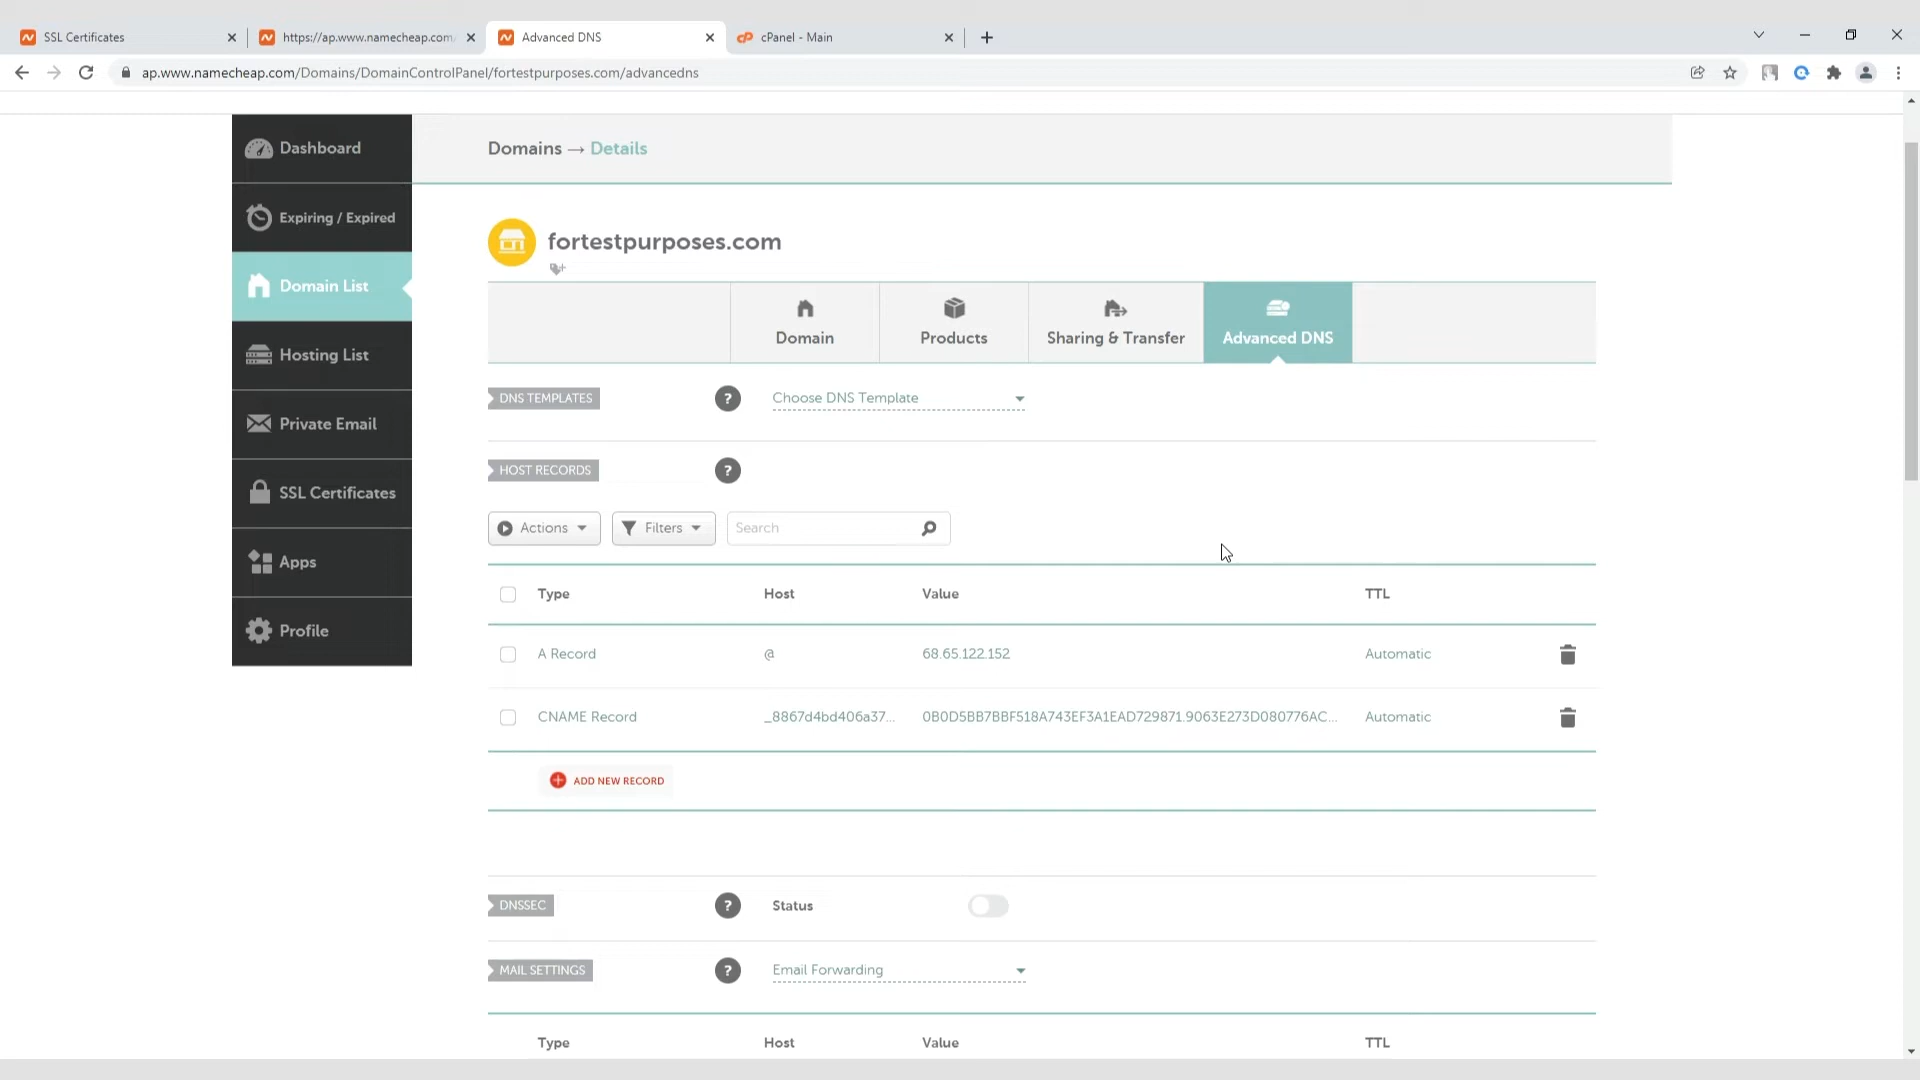 SSL Certificates
https://ap.www.namecheap.com
Advanced DNS
cPanel - Main
ap.www.namecheap.com/Domains/DomainControlPanel/fortestpurposes.com/advancedns
Dashboard
Expiring / Expired
Domain List
Hosting List
Private Email
SSL Certificates
Apps
Profile
Domains → Details
fortestpurposes.com
Domain
Products
Sharing & Transfer
Advanced DNS
DNS TEMPLATES
?
Choose DNS Template
HOST RECORDS
?
Actions
Filters
Search
Type Host Value TTL
A Record @ 68.65.122.152 Automatic
CNAME Record _8867d4bd406a37... 0B0D5BB7BBF518A743EF3A1EAD729871.9063E273D080776AC... Automatic
ADD NEW RECORD
DNSSEC
?
Status
MAIL SETTINGS
?
Email Forwarding
Type Host Value TTL